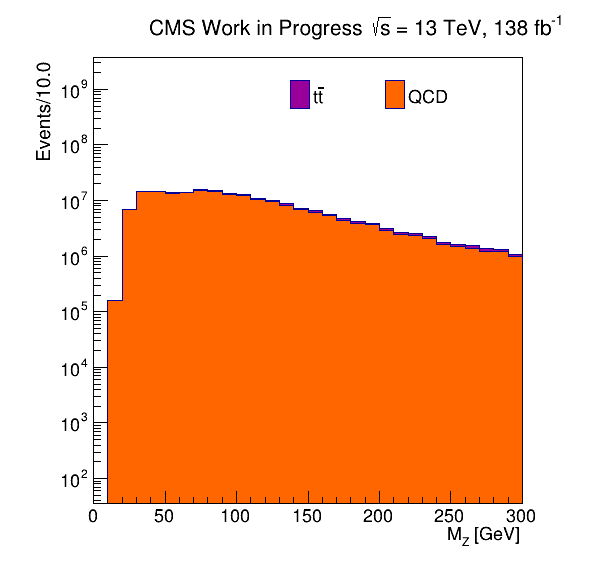 CMS Work in Progress √s = 13 TeV, 138 fb⁻¹
Events/10.0
tt̄
QCD
10⁹
10⁸
10⁷
10⁶
10⁵
10⁴
10³
10²
0 50 100 150 200 250 300
M_Z [GeV]